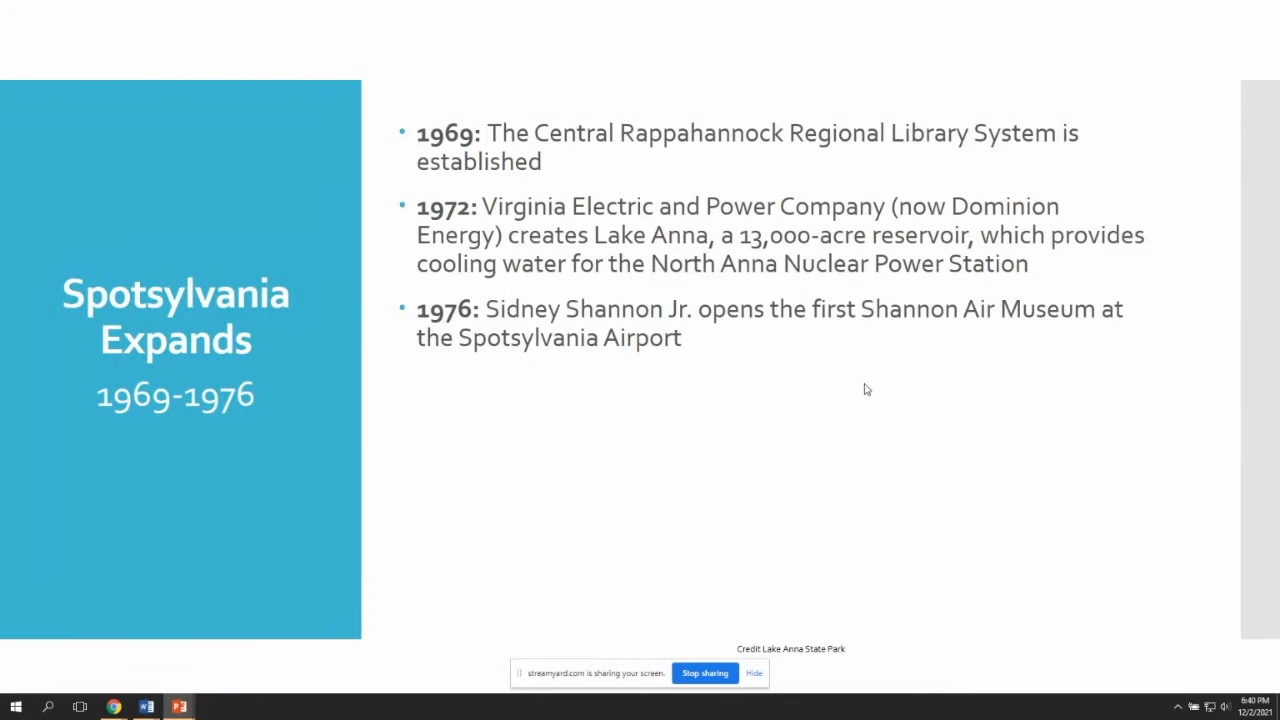 Spotsylvania
Expands
1969-1976
• 1969: The Central Rappahannock Regional Library System is
established
• 1972: Virginia Electric and Power Company (now Dominion
Energy) creates Lake Anna, a 13,000-acre reservoir, which provides
cooling water for the North Anna Nuclear Power Station
• 1976: Sidney Shannon Jr. opens the first Shannon Air Museum at
the Spotsylvania Airport
Credit Lake Anna State Park
streamyard.com is sharing your screen. Stop sharing Hide
6:40 PM
12/2/2021